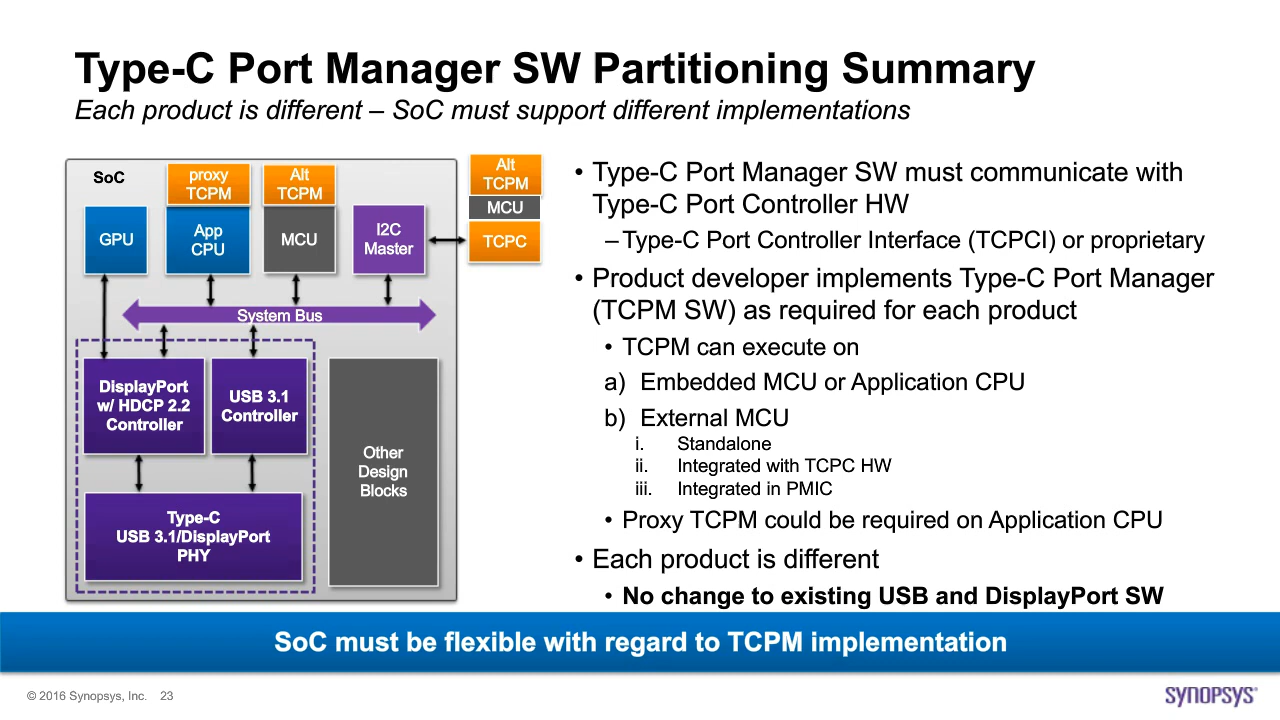 Type-C Port Manager SW Partitioning Summary
Each product is different – SoC must support different implementations
SoC
proxy
TCPM
Alt
TCPM
Alt
TCPM
MCU
TCPC
GPU
App
CPU
MCU
I2C
Master
System Bus
DisplayPort
w/ HDCP 2.2
Controller
USB 3.1
Controller
Other
Design
Blocks
Type-C
USB 3.1/DisplayPort
PHY
• Type-C Port Manager SW must communicate with
Type-C Port Controller HW
– Type-C Port Controller Interface (TCPCI) or proprietary
• Product developer implements Type-C Port Manager
(TCPM SW) as required for each product
• TCPM can execute on
a) Embedded MCU or Application CPU
b) External MCU
i. Standalone
ii. Integrated with TCPC HW
iii. Integrated in PMIC
• Proxy TCPM could be required on Application CPU
• Each product is different
• No change to existing USB and DisplayPort SW
SoC must be flexible with regard to TCPM implementation
© 2016 Synopsys, Inc. 23
SYNOPSYS®